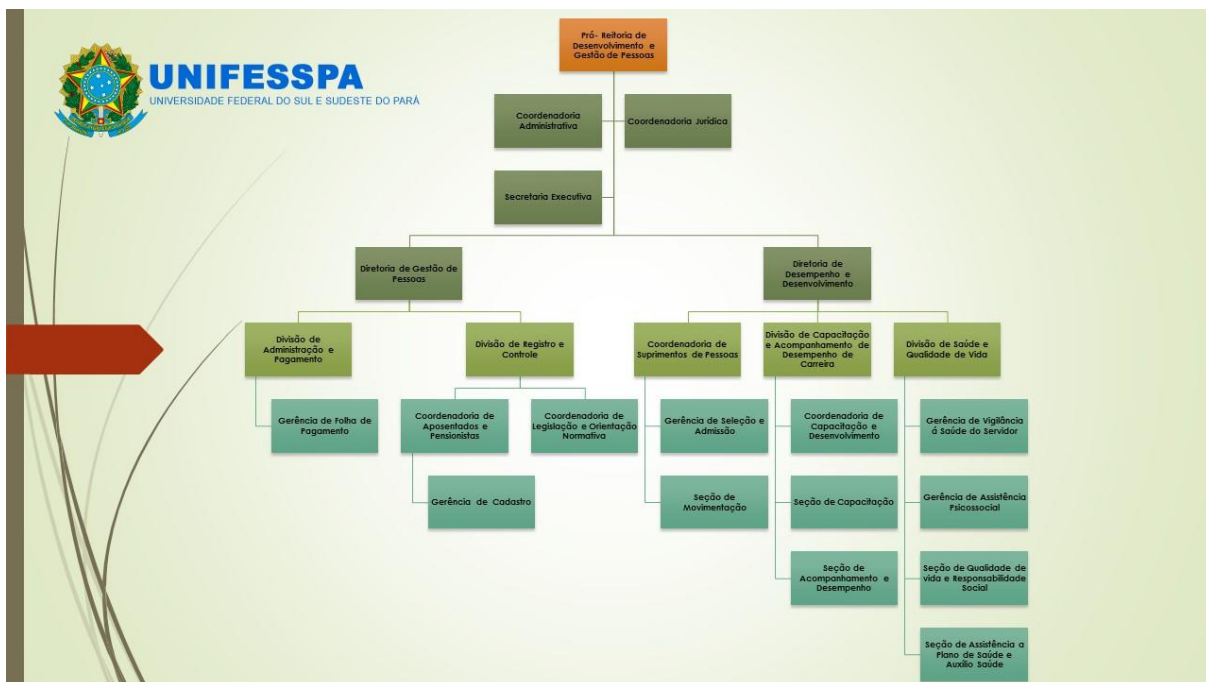 UNIFESSPA
UNIVERSIDADE FEDERAL DO SUL E SUDESTE DO PARÁ
Pró- Reitoria de
Desenvolvimento e
Gestão de Pessoas
Coordenadoria
Administrativa
Coordenadoria Jurídica
Secretaria Executiva
Diretoria de Gestão de
Pessoas
Diretoria de
Desempenho e
Desenvolvimento
Divisão de
Administração e
Pagamento
Divisão de Registro e
Controle
Coordenadoria de
Suprimentos de Pessoas
Divisão de Capacitação
e Acompanhamento de
Desempenho de
Carreira
Divisão de Saúde e
Qualidade de Vida
Gerência de Folha de
Pagamento
Coordenadoria de
Aposentados e
Pensionistas
Coordenadoria de
Legislação e Orientação
Normativa
Gerência de Seleção e
Admissão
Coordenadoria de
Capacitação e
Desenvolvimento
Gerência de Vigilância
á Saúde do Servidor
Gerência de Cadastro
Seção de
Movimentação
Seção de Capacitação
Gerência de Assistência
Psicossocial
Seção de
Acompanhamento e
Desempenho
Seção de Qualidade de
vida e Responsabilidade
Social
Seção de Assistência a
Plano de Saúde e
Auxílio Saúde